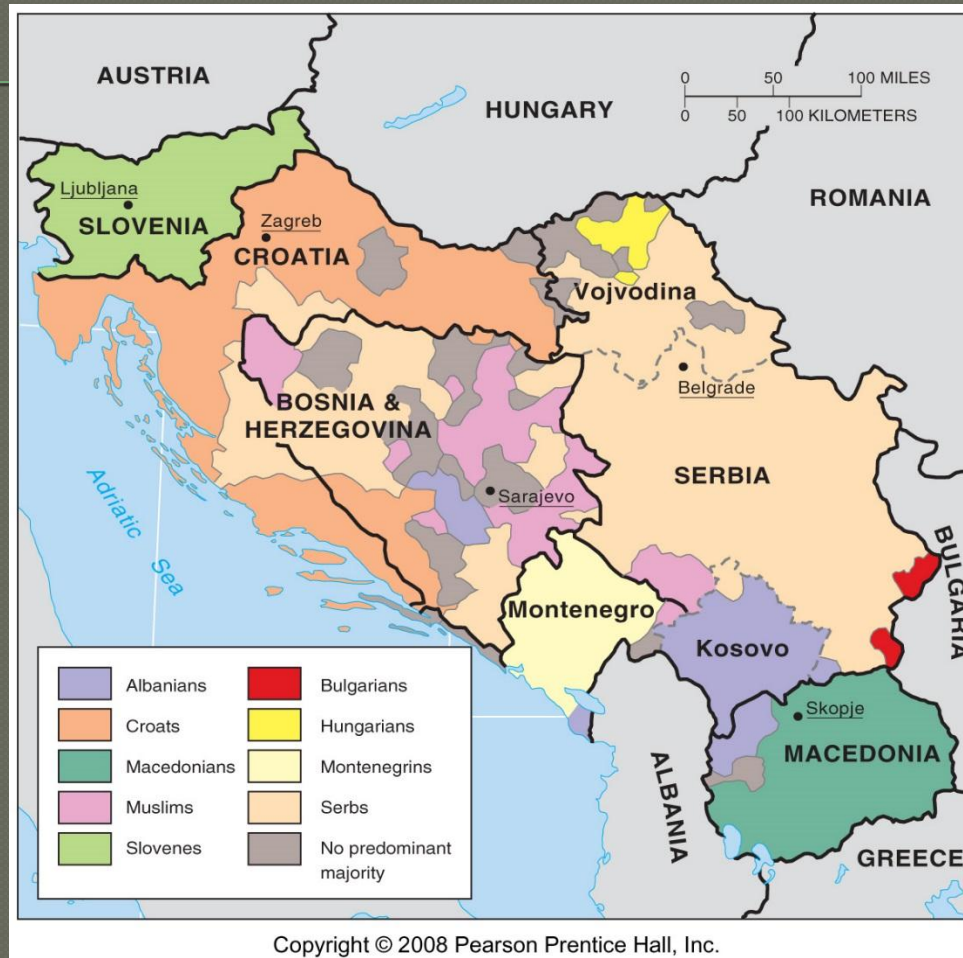 AUSTRIA
HUNGARY
0 50 100 MILES
0 50 100 KILOMETERS
ROMANIA
Ljubljana
SLOVENIA
Zagreb
CROATIA
Vojvodina
Belgrade
BOSNIA &
HERZEGOVINA
Sarajevo
SERBIA
Adriatic Sea
BULGARIA
Montenegro
Kosovo
Skopje
MACEDONIA
ALBANIA
GREECE
Albanians
Croats
Macedonians
Muslims
Slovenes
Bulgarians
Hungarians
Montenegrins
Serbs
No predominant
majority
Copyright © 2008 Pearson Prentice Hall, Inc.